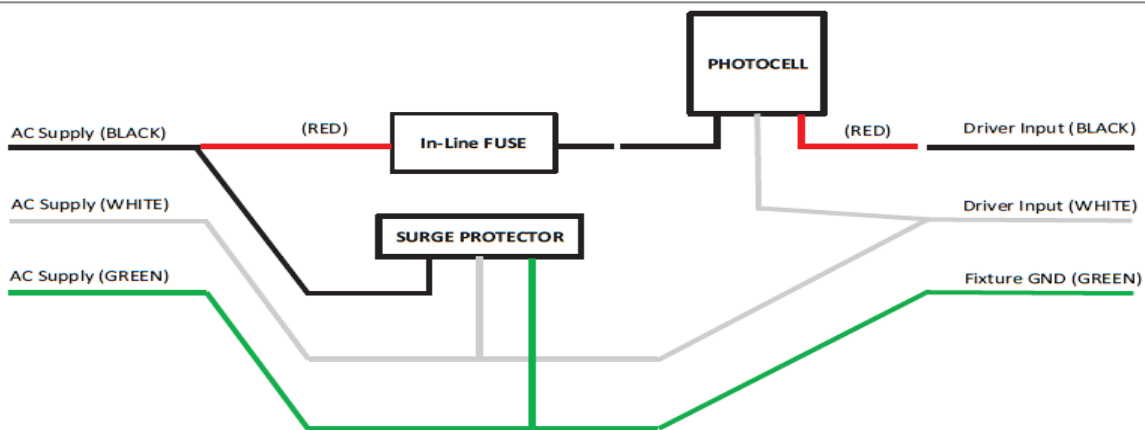 PHOTOCELL
AC Supply (BLACK)
(RED)
In-Line FUSE
(RED)
Driver Input (BLACK)
AC Supply (WHITE)
Driver Input (WHITE)
SURGE PROTECTOR
AC Supply (GREEN)
Fixture GND (GREEN)